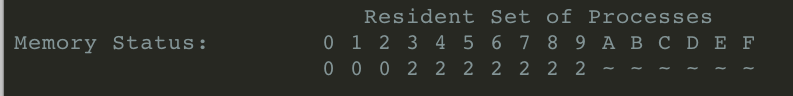 Resident Set of Processes
Memory Status: 0 1 2 3 4 5 6 7 8 9 A B C D E F
0 0 0 2 2 2 2 2 2 2 ~ ~ ~ ~ ~ ~